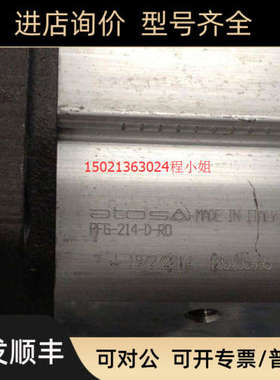 进店询价 型号齐全
15021363024程小姐
atos MADE IN ITALY
PFG-214-D-RO
发顺丰
可对公 可开专票/普票